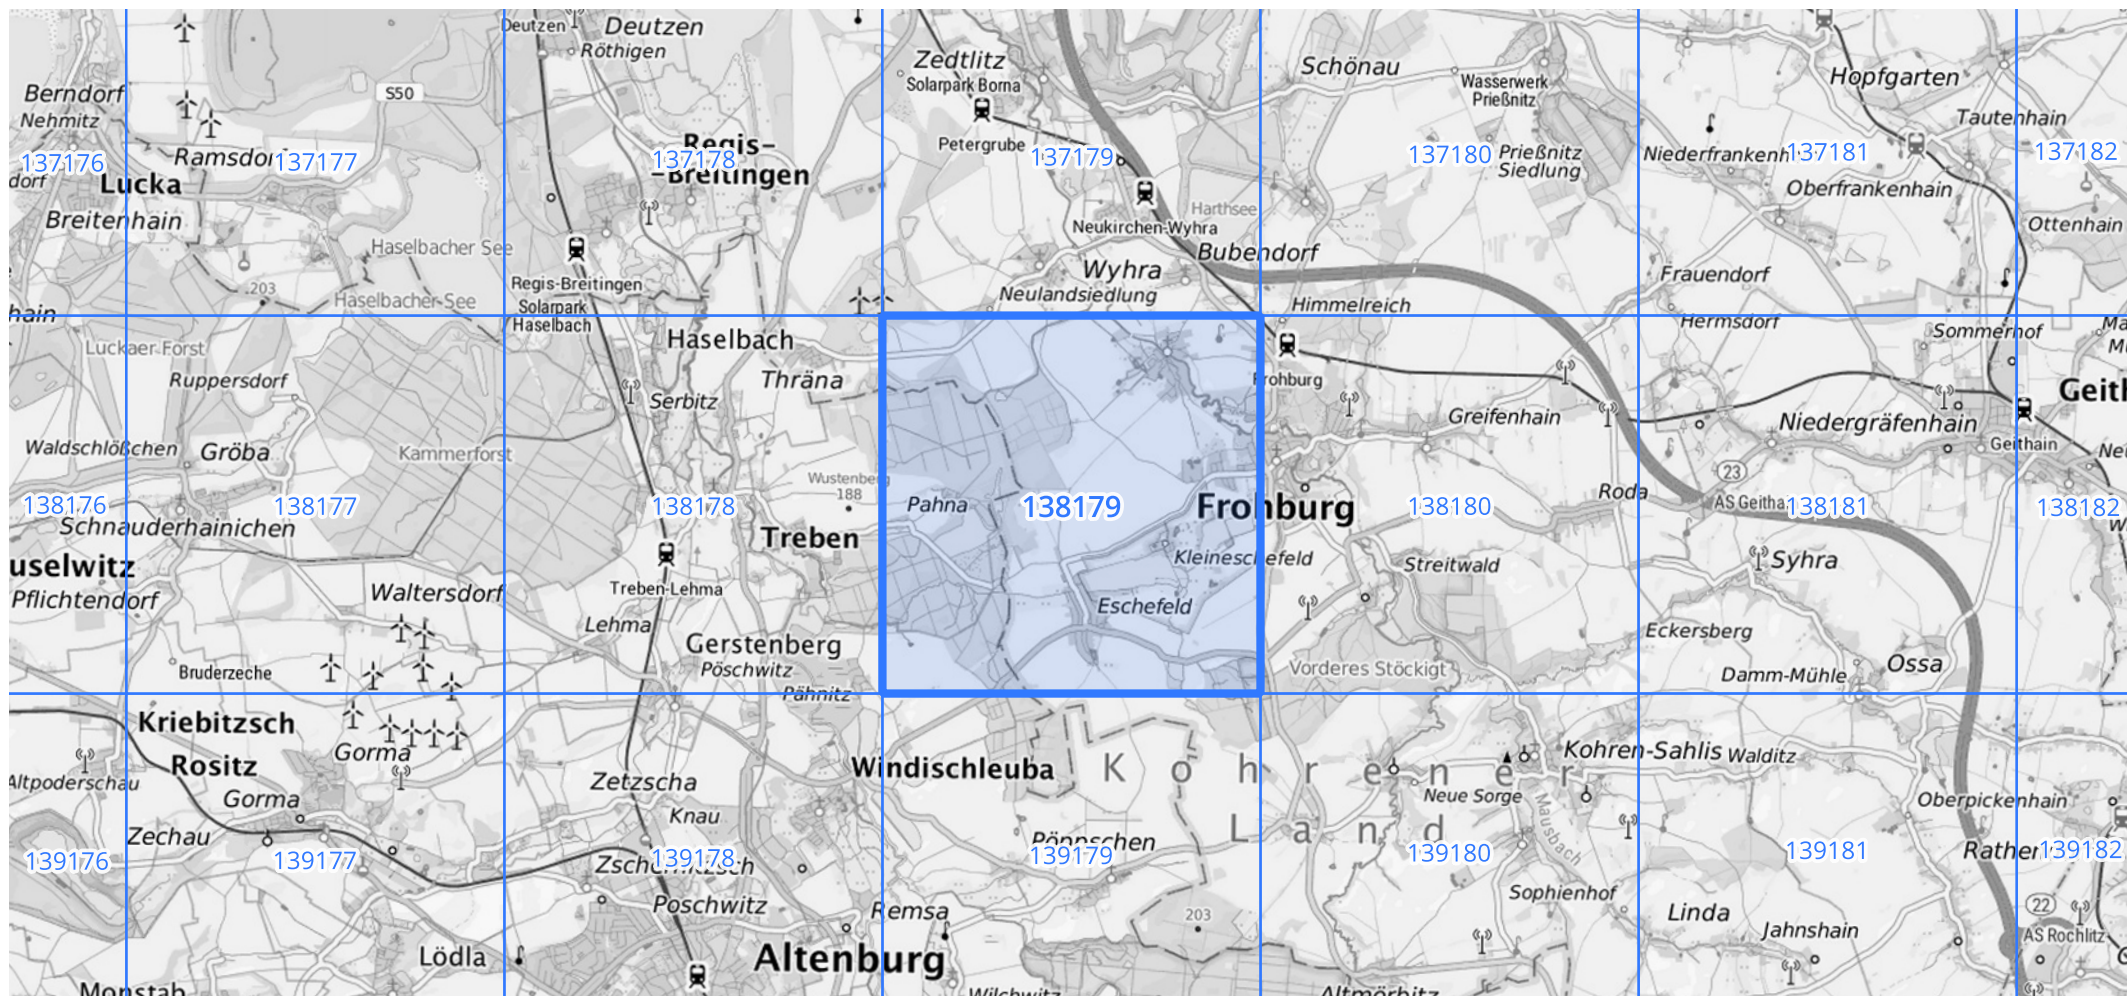 Deutzen
Deutzen
Röthigen
Zedtlitz
Solarpark Borna
Petergrube
Schönau
Wasserwerk
Prießnitz
Hopfgarten
Tautenhain
S50
Berndorf
Nehmitz
Regis-
-Breitingen
Prießnitz
Siedlung
137176
137177
137178
137179
137180
137181
137182
Lucka
Breitenhain
Oberfrankenhain
Harthsee
Neukirchen-Wyhra
Ottenhain
Haselbacher See
Bubendorf
Wyhra
Neulandsiedlung
Frauendorf
Regis-Breitingen
203
Haselbacher See
Solarpark
Haselbach
Himmelreich
Hermsdorf
Sommerhof
Haselbach
Luckaer Forst
Ruppersdorf
Thräna
Frohburg
Serbitz
Greifenhain
Niedergräfenhain
Geithain
Waldschlößchen
Gröba
Kammerforst
23
Wustenberg
188
Roda
138176
138177
138178
Pahna
138179
Frohburg
138180
138181
138182
Schnauderhainichen
Treben
Kleineschefeld
Streitwald
Syhra
Pflichtendorf
Waltersdorf
Treben-Lehma
Eschefeld
Lehma
Gerstenberg
Pöschwitz
Eckersberg
Ossa
Bruderzeche
Vorderes Stöckigt
Damm-Mühle
Pähnitz
Kriebitzsch
Rositz
Gorma
Kohren-Sahlis
Walditz
Windischleuba
Kohrener
Altpoderschau
Zetzscha
Neue Sorge
Gorma
Knau
Oberpickenhain
Land
Mausbach
Zechau
Pöppschen
139176
139177
139178
139179
139180
139181
139182
Zschernitzsch
Poschwitz
Remsa
Sophienhof
203
Linda
22
Jahnshain
AS Rochlitz
Lödla
Altenburg